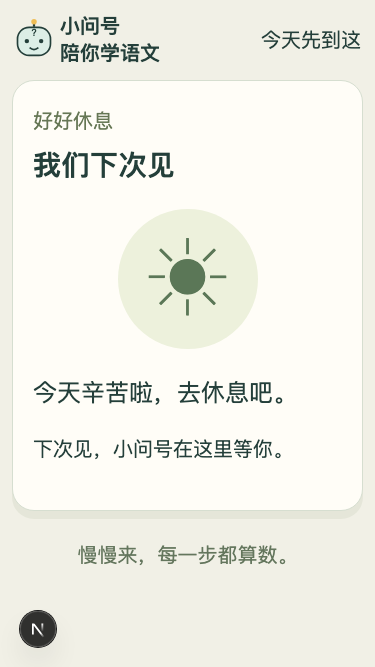 小问号
陪你学语文
今天先到这
好好休息
我们下次见
今天辛苦啦，去休息吧。
下次见，小问号在这里等你。
慢慢来，每一步都算数。
N